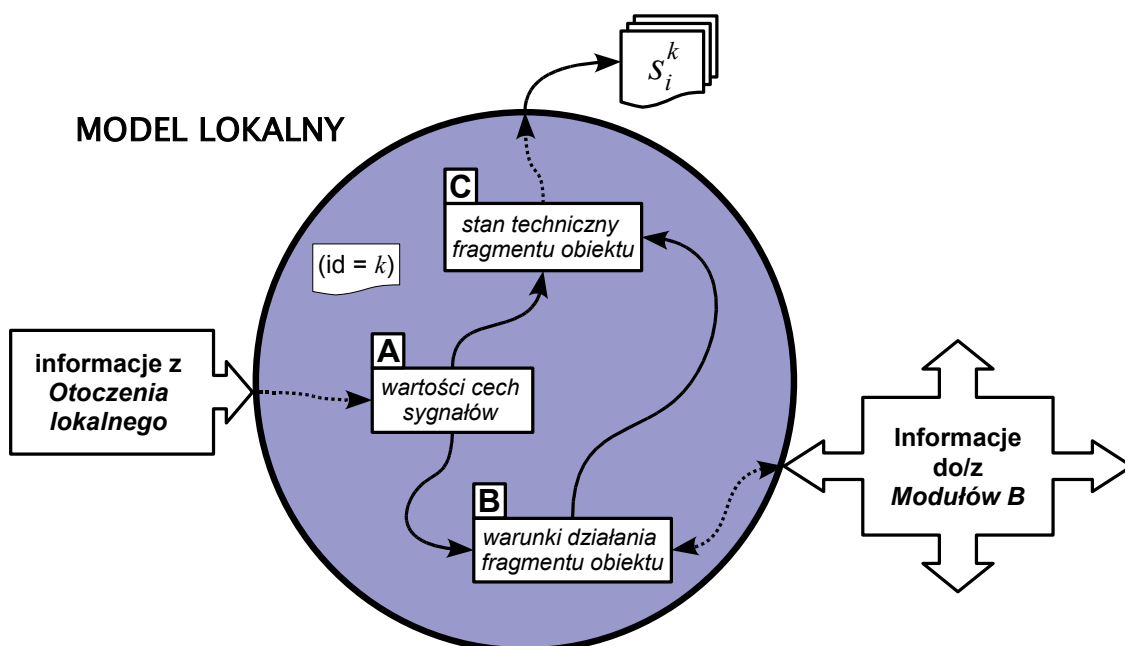 S_i^k
MODEL LOKALNY
C
stan techniczny
fragmentu obiektu
(id = k)
informacje z
Otoczenia
lokalnego
A
wartości cech
sygnałów
Informacje
do/z
Modułów B
B
warunki działania
fragmentu obiektu